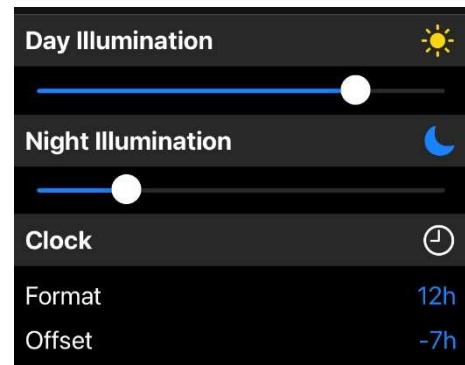 Day Illumination
Night Illumination
Clock
Format 12h
Offset -7h